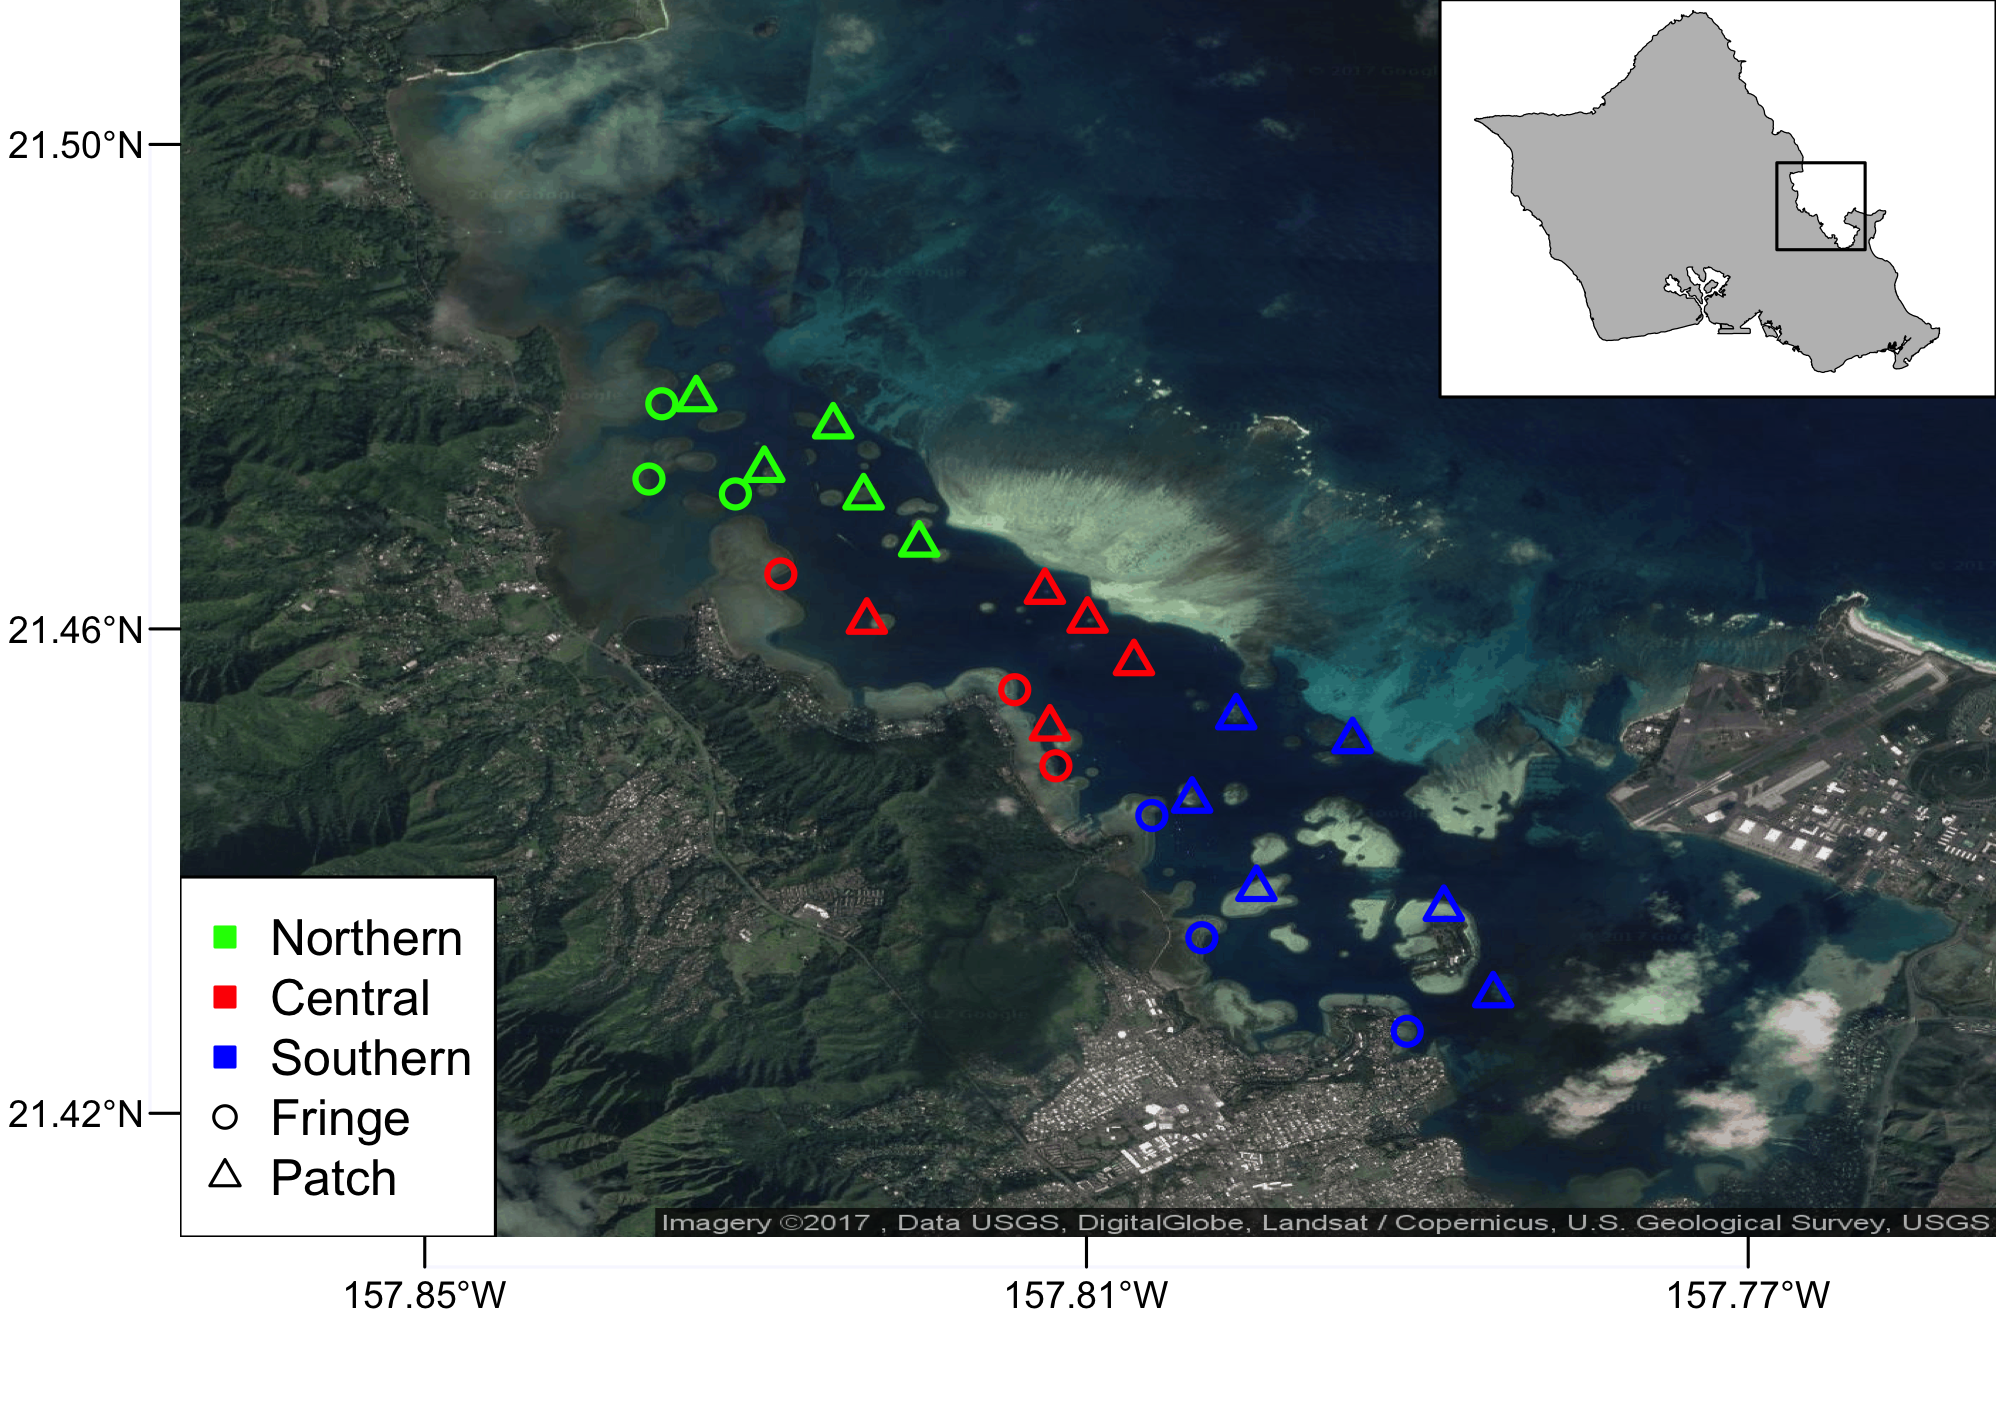 21.50°N
21.46°N
21.42°N
Northern
Central
Southern
Fringe
Patch
Imagery ©2017 , Data USGS, DigitalGlobe, Landsat / Copernicus, U.S. Geological Survey, USGS
157.85°W
157.81°W
157.77°W